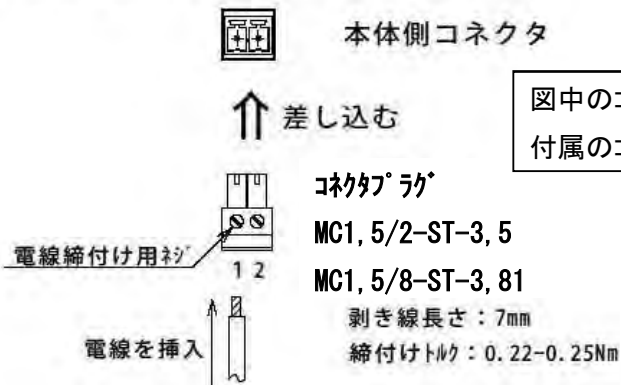 本体側コネクタ
図中のコ
付属のコ
差し込む
コネクタプラグ
MC1,5/2-ST-3,5
MC1,5/8-ST-3,81
電線締付け用ネジ
1 2
剥き線長さ：7mm
電線を挿入
締付けトルク：0.22-0.25Nm